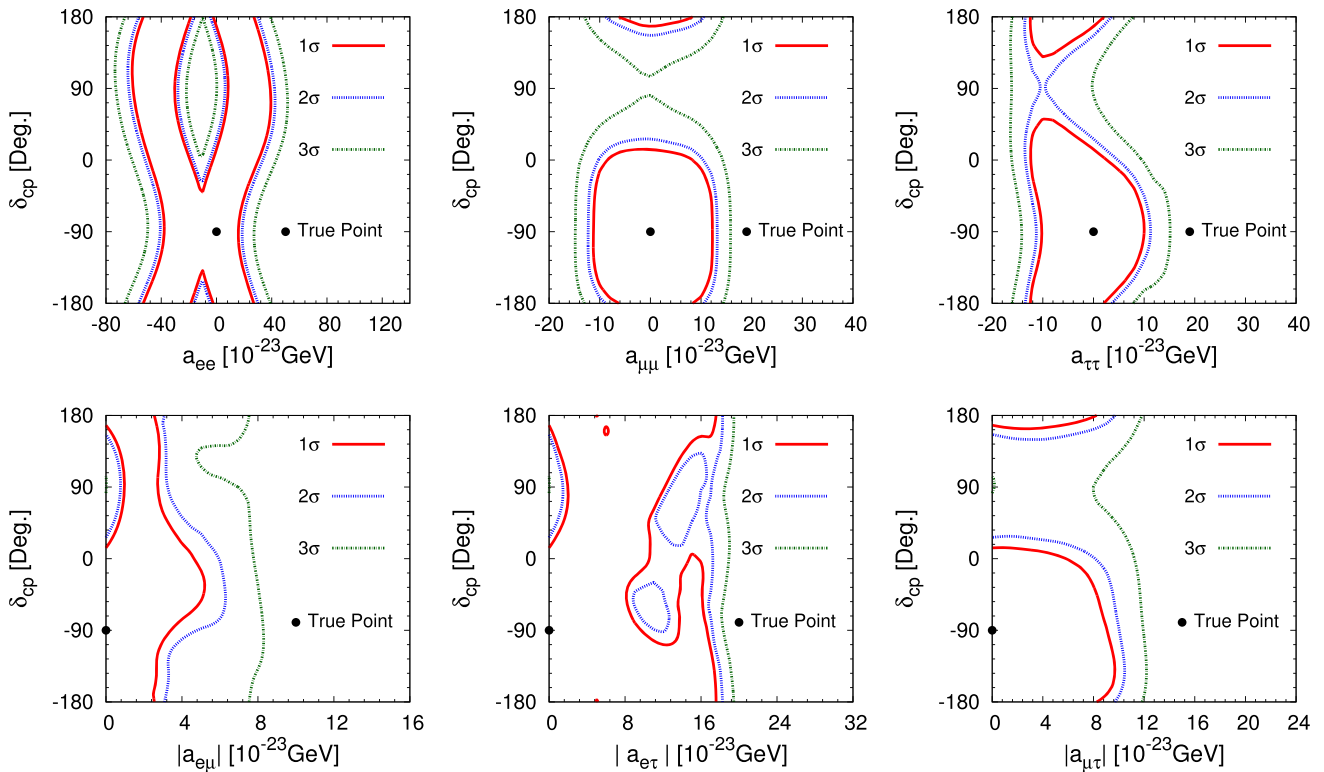 180
90
0
-90
-180
δcp [Deg.]
1σ
2σ
3σ
True Point
-80 -40 0 40 80 120
aee [10-23GeV]
180
90
0
-90
-180
δcp [Deg.]
1σ
2σ
3σ
True Point
-20 -10 0 10 20 30 40
aμμ [10-23GeV]
180
90
0
-90
-180
δcp [Deg.]
1σ
2σ
3σ
True Point
-20 -10 0 10 20 30 40
aττ [10-23GeV]
180
90
0
-90
-180
δcp [Deg.]
1σ
2σ
3σ
True Point
0 4 8 12 16
|aeμ| [10-23GeV]
180
90
0
-90
-180
δcp [Deg.]
1σ
2σ
3σ
True Point
0 8 16 24 32
| aeτ | [10-23GeV]
180
90
0
-90
-180
δcp [Deg.]
1σ
2σ
3σ
True Point
0 4 8 12 16 20 24
|aμτ| [10-23GeV]